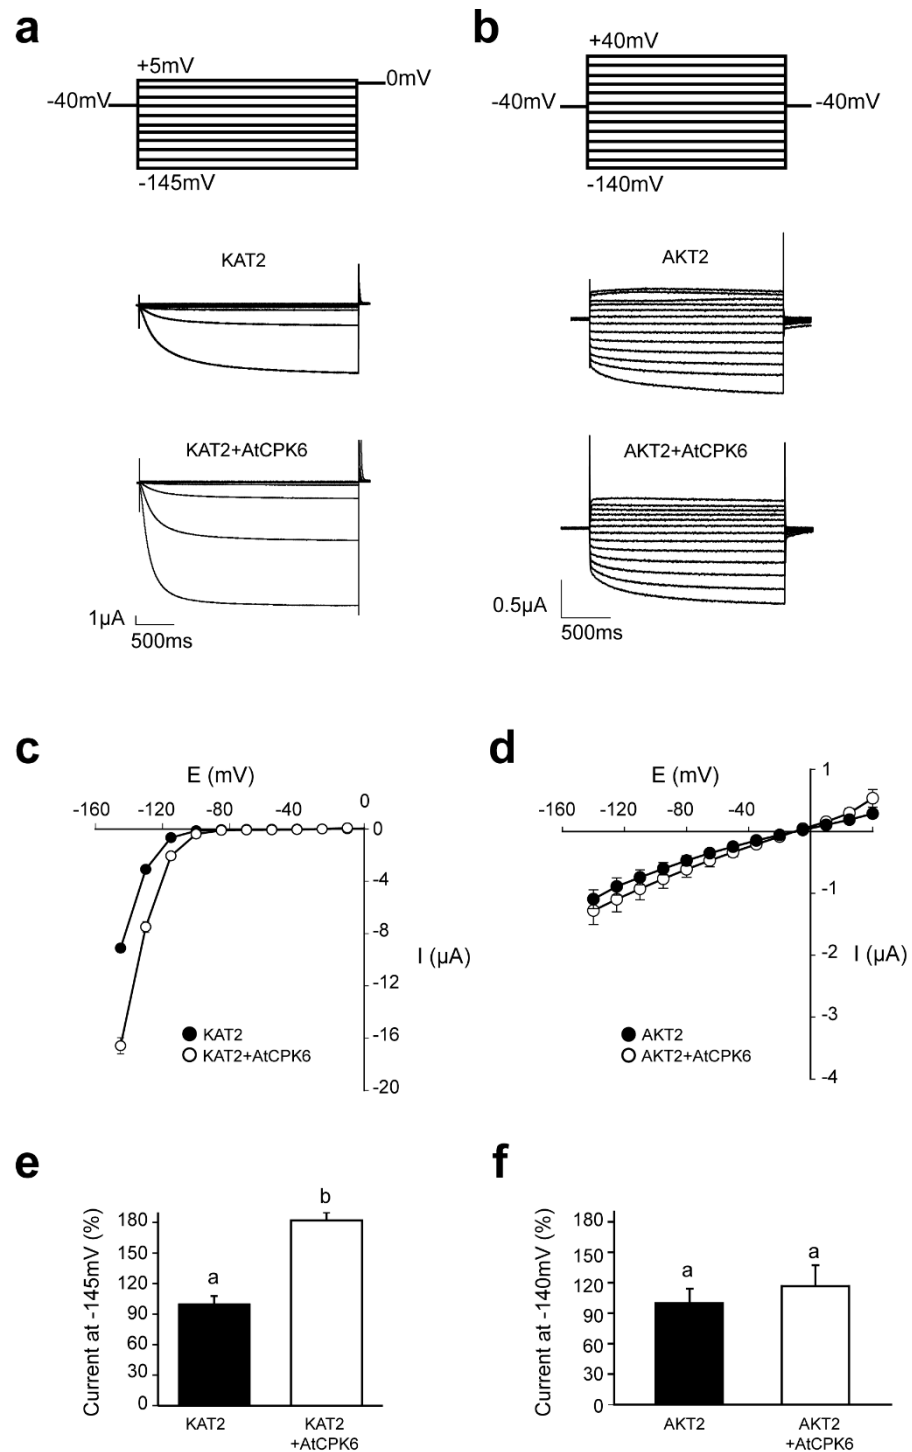 a
+5mV
-40mV
0mV
-145mV
KAT2
KAT2+AtCPK6
1µA
500ms
b
+40mV
-40mV
-40mV
-140mV
AKT2
AKT2+AtCPK6
0.5µA
500ms
c
E (mV)
-160 -120 -80 -40 0
0
-4
-8
-12
-16
-20
I (µA)
KAT2
KAT2+AtCPK6
d
E (mV)
-160 -120 -80 -40
1
-1
-2
-3
-4
I (µA)
AKT2
AKT2+AtCPK6
e
Current at -145mV (%)
180
150
120
90
60
30
0
a
b
KAT2
KAT2
+AtCPK6
f
Current at -140mV (%)
180
150
120
90
60
30
0
a
a
AKT2
AKT2
+AtCPK6